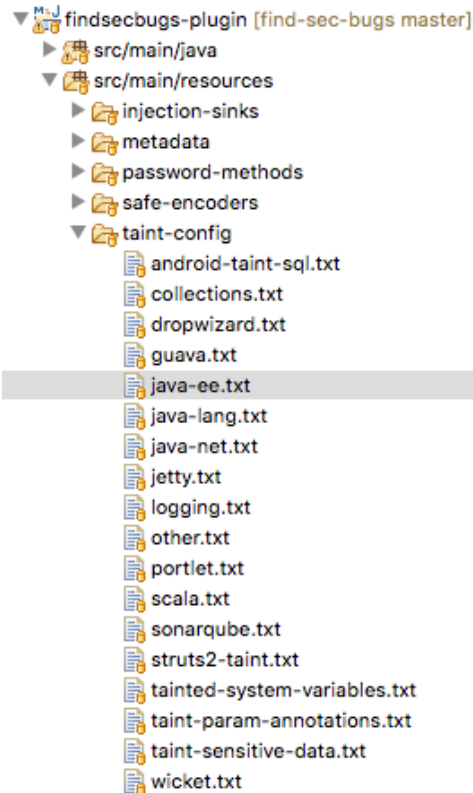 findsecbugs-plugin [find-sec-bugs master]
src/main/java
src/main/resources
injection-sinks
metadata
password-methods
safe-encoders
taint-config
android-taint-sql.txt
collections.txt
dropwizard.txt
guava.txt
java-ee.txt
java-lang.txt
java-net.txt
jetty.txt
logging.txt
other.txt
portlet.txt
scala.txt
sonarqube.txt
struts2-taint.txt
tainted-system-variables.txt
taint-param-annotations.txt
taint-sensitive-data.txt
wicket.txt